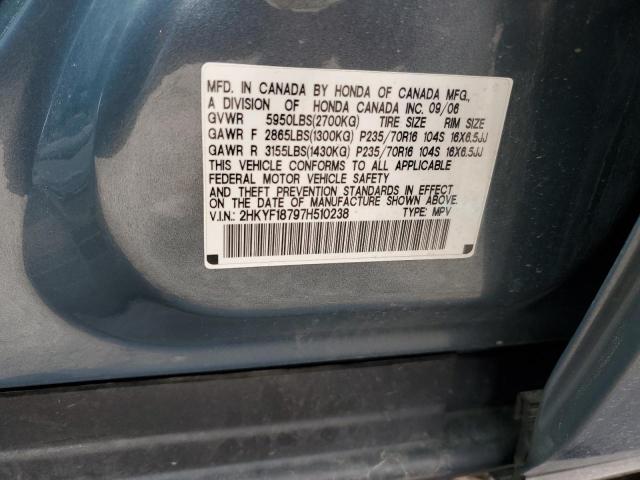 MFD. IN CANADA BY HONDA OF CANADA MFG.,
A DIVISION OF HONDA CANADA INC. 09/06
GVWR 5950LBS(2700KG) TIRE SIZE RIM SIZE
GAWR F 2865LBS(1300KG) P235/70R16 104S 16X6.5JJ
GAWR R 3155LBS(1430KG) P235/70R16 104S 16X6.5JJ
THIS VEHICLE CONFORMS TO ALL APPLICABLE
FEDERAL MOTOR VEHICLE SAFETY
AND THEFT PREVENTION STANDARDS IN EFFECT
ON THE DATE OF MANUFACTURE SHOWN ABOVE.
V.I.N.: 2HKYF18797H510238 TYPE: MPV